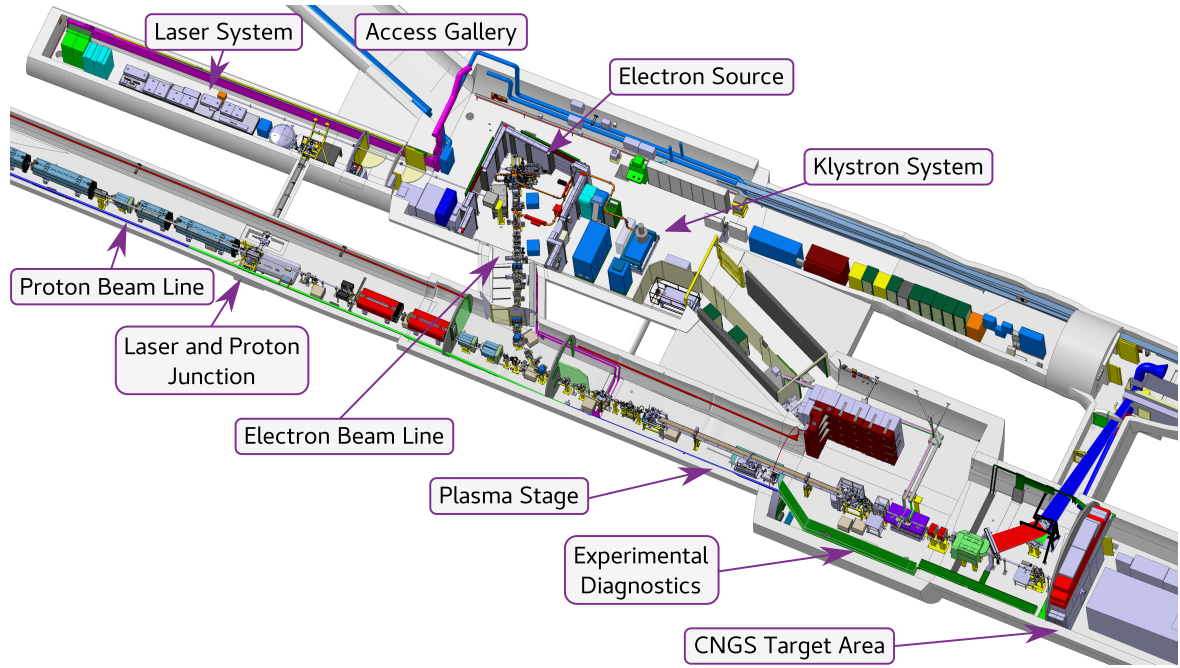 Laser System
Access Gallery
Electron Source
Klystron System
Proton Beam Line
Laser and Proton
Junction
Electron Beam Line
Plasma Stage
Experimental
Diagnostics
CNGS Target Area